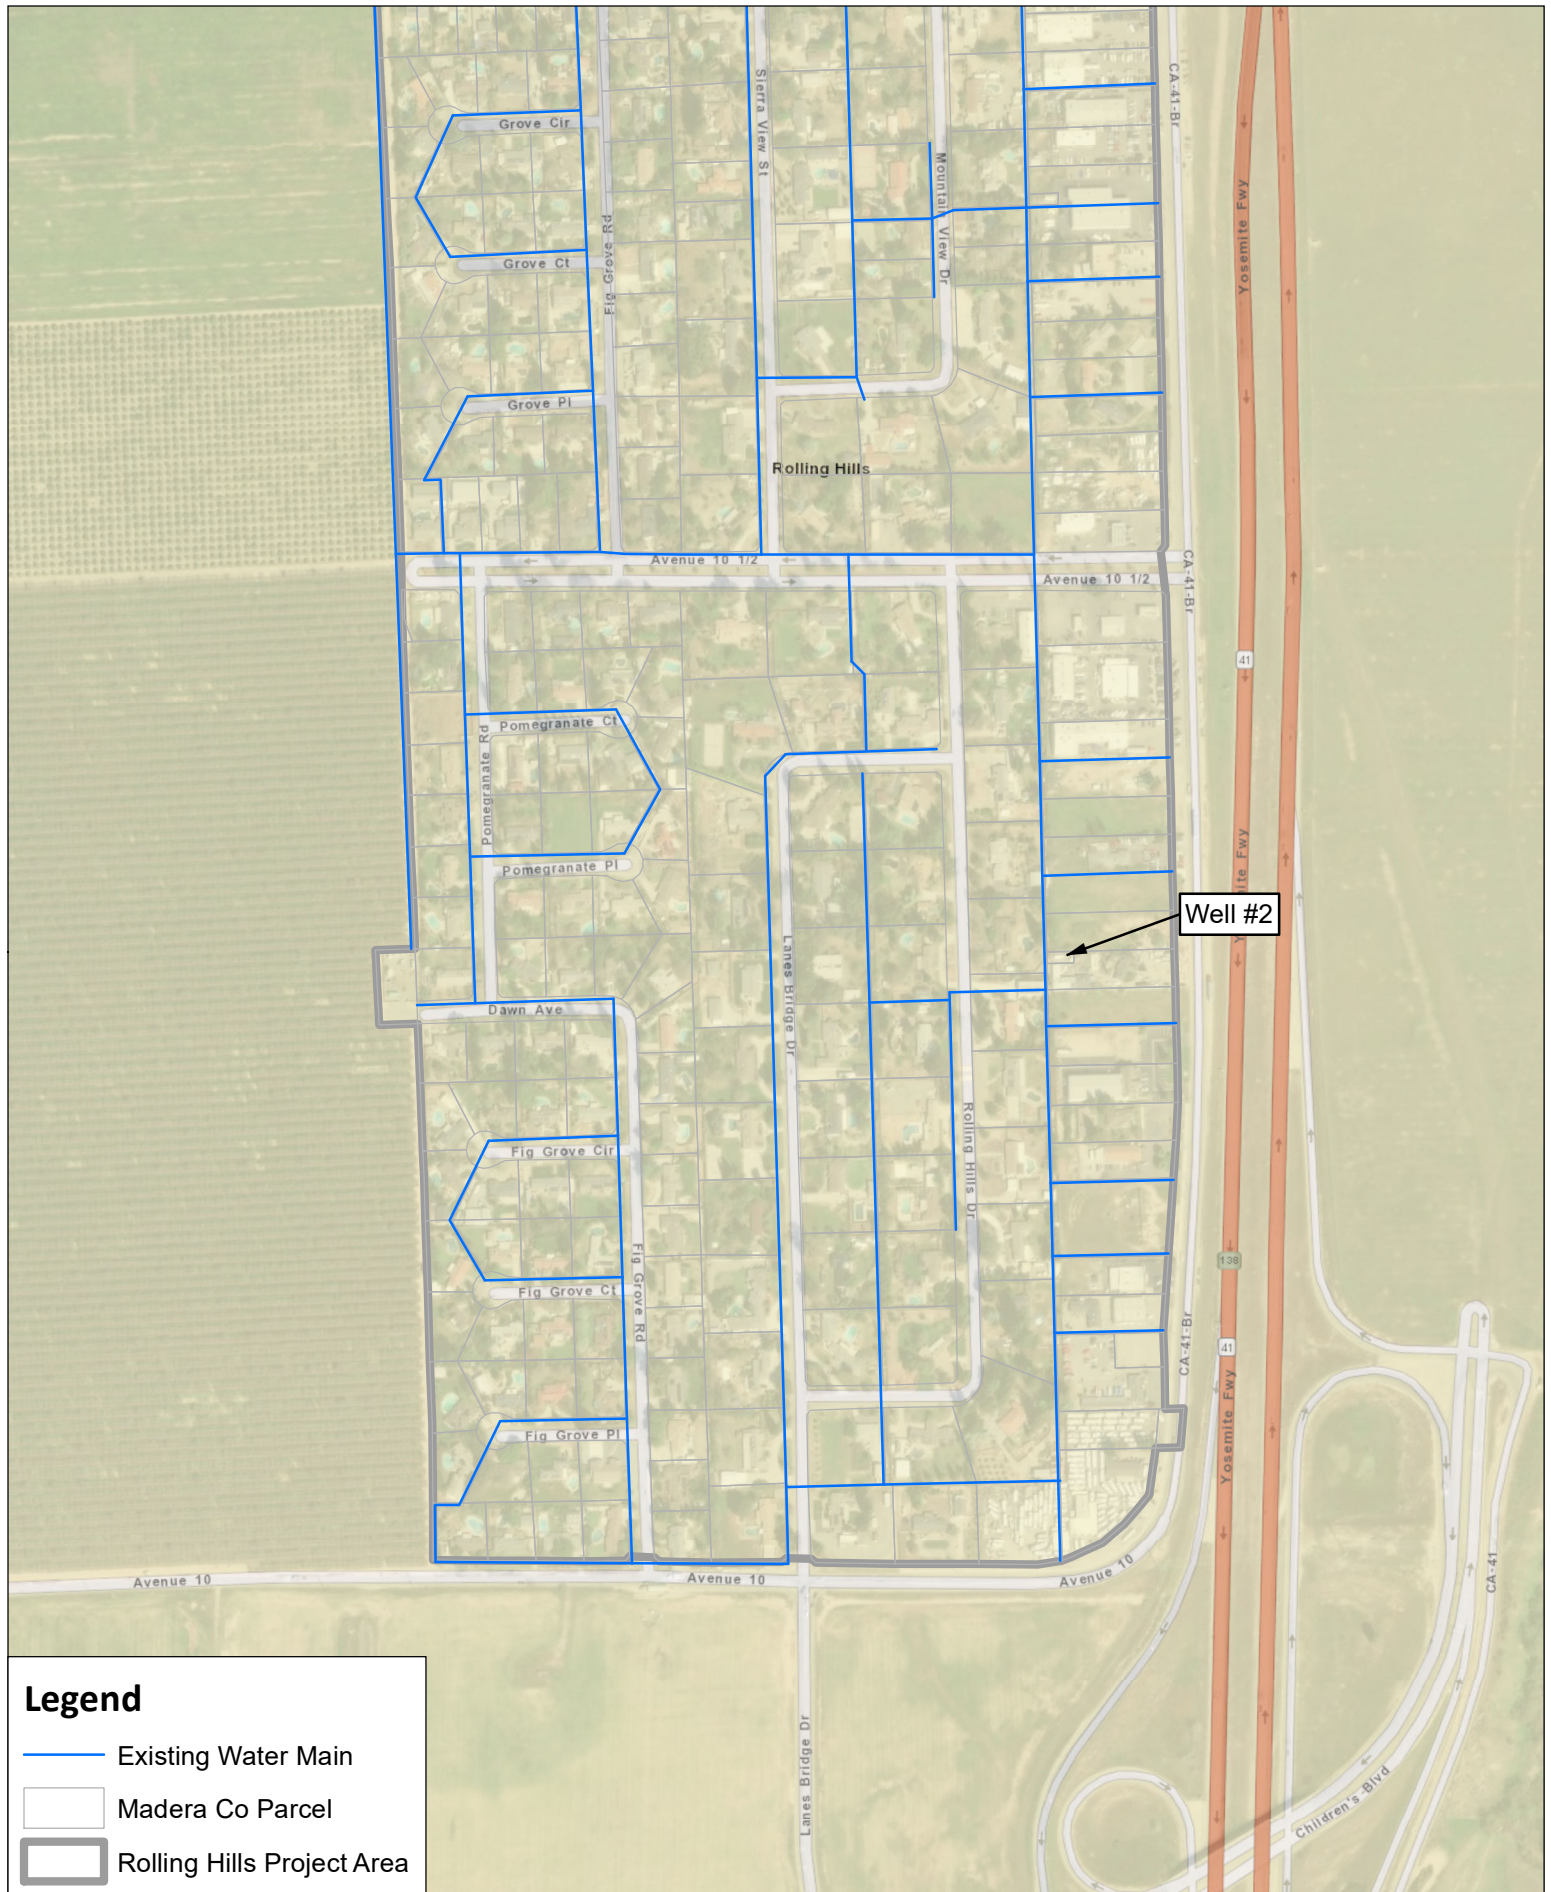 CA-41-Br
Sierra View St
Grove Cir
Mountain View Dr
Yosemite Fwy
Fig Grove Rd
Grove Ct
Grove Pl
Rolling Hills
Avenue 10 1/2
Avenue 10 1/2
CA-41-Br
41
Pomegranate Ct
Pomegranate Rd
Pomegranate Pl
Well #2
Lanes Bridge Dr
Dawn Ave
Rolling Hills Dr
Fig Grove Cir
Fig Grove Rd
138
Fig Grove Ct
CA-41-Br
41
Yosemite Fwy
Fig Grove Pl
Avenue 10
Avenue 10
Avenue 10
CA-41
Lanes Bridge Dr
Children's Blvd
Legend
Existing Water Main
Madera Co Parcel
Rolling Hills Project Area